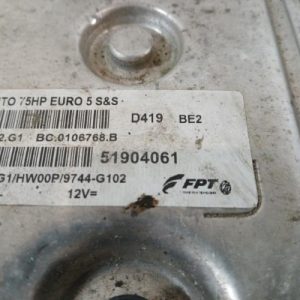 TO 75HP EURO 5 S&S
D419 BE2
2.G1 BC.0106768.B
51904061
G1/HW00P/9744-G102
FPT
12V=